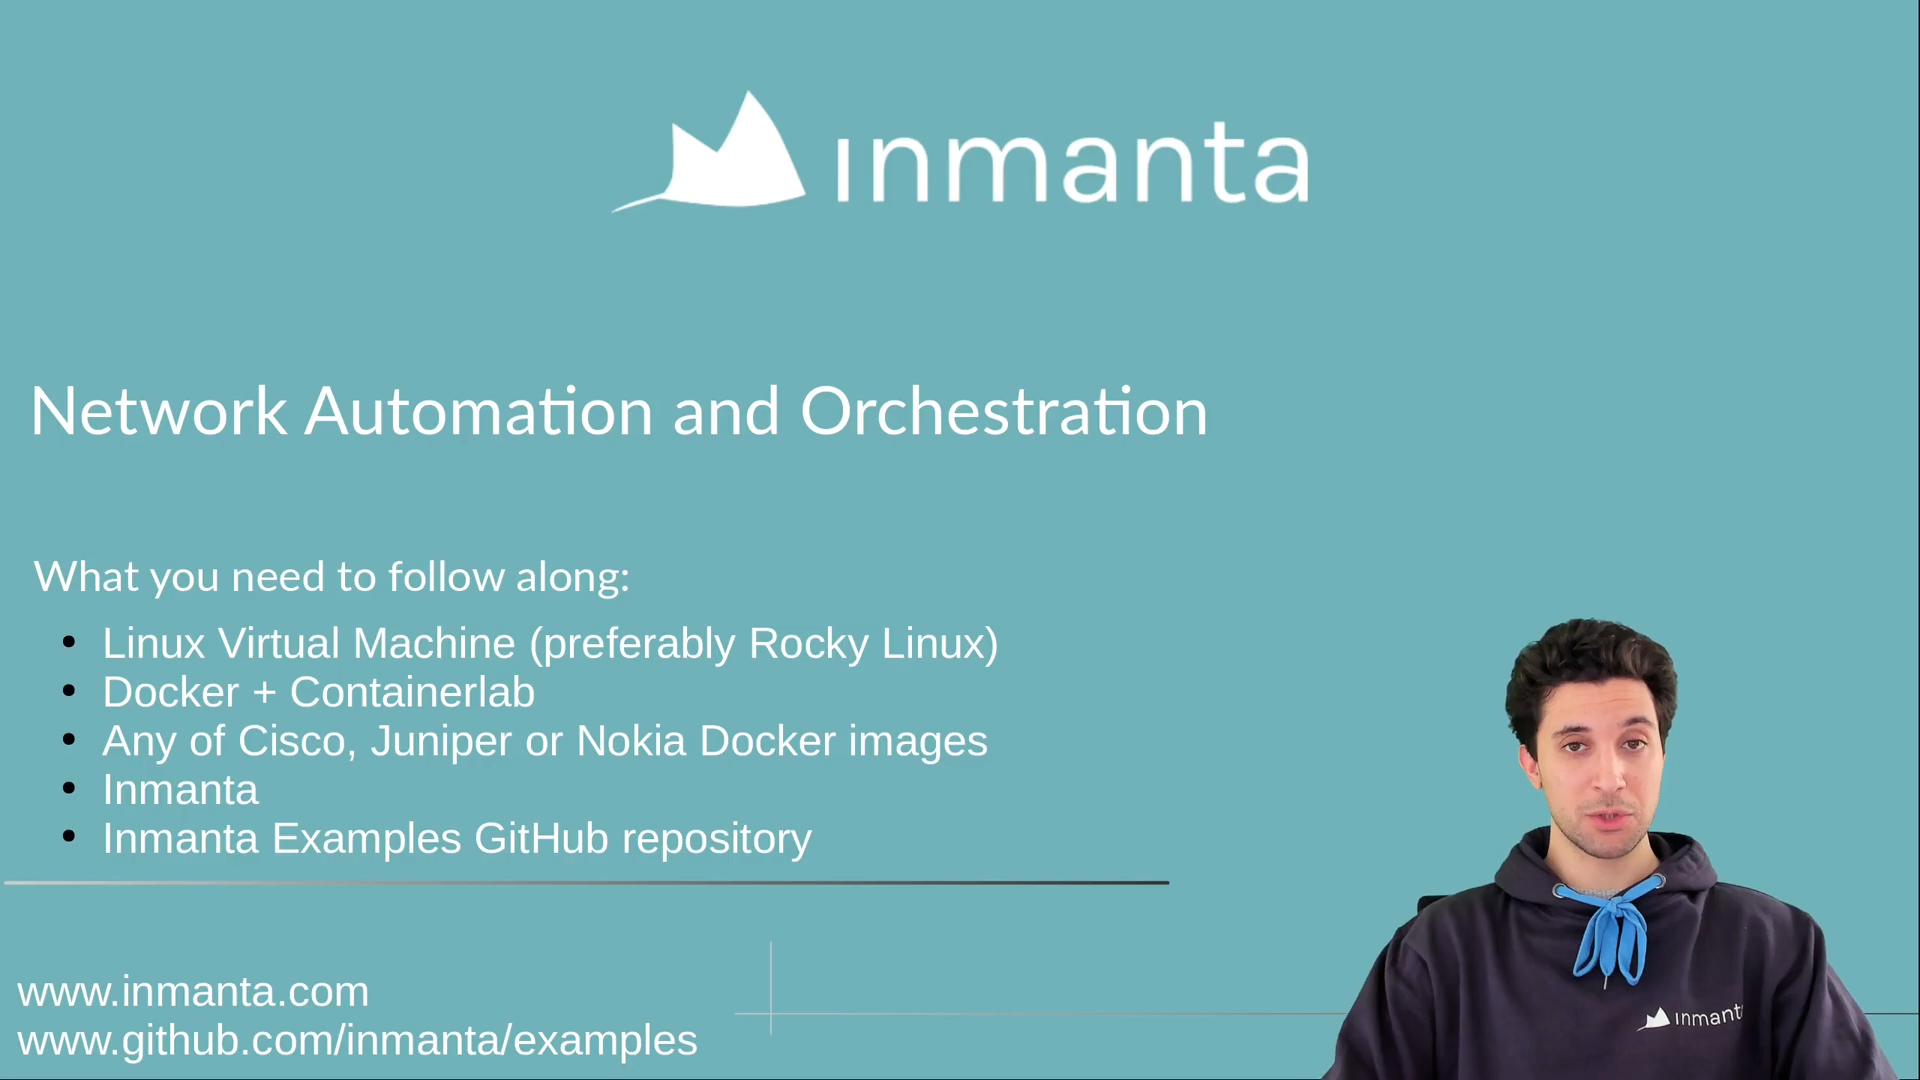 inmanta
Network Automation and Orchestration
What you need to follow along:
• Linux Virtual Machine (preferably Rocky Linux)
• Docker + Containerlab
• Any of Cisco, Juniper or Nokia Docker images
• Inmanta
• Inmanta Examples GitHub repository
www.inmanta.com
www.github.com/inmanta/examples
inmanta